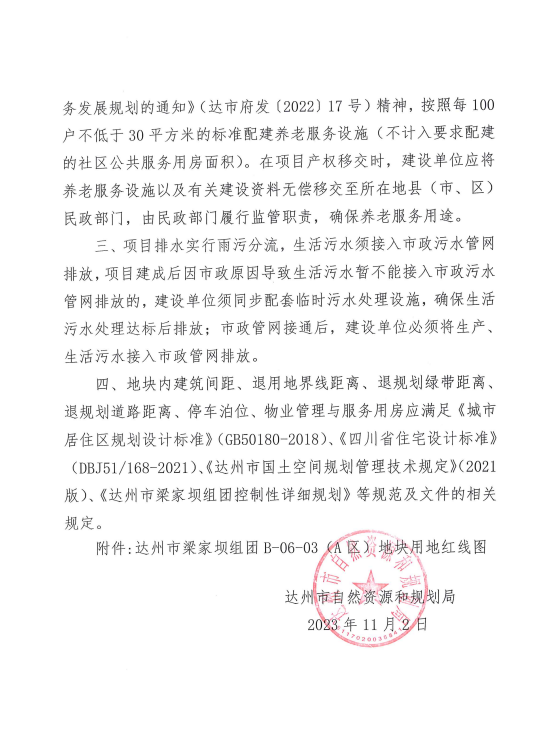 务发展规划的通知》（达市府发〔2022〕17 号）精神，按照每 100
户不低于 30 平方米的标准配建养老服务设施（不计入要求配建
的社区公共服务用房面积）。在项目产权移交时，建设单位应将
养老服务设施以及有关建设资料无偿移交至所在地县（市、区）
民政部门，由民政部门履行监管职责，确保养老服务用途。
三、项目排水实行雨污分流，生活污水须接入市政污水管网
排放，项目建成后因市政原因导致生活污水暂不能接入市政污水
管网排放的，建设单位须同步配套临时污水处理设施，确保生活
污水处理达标后排放；市政管网接通后，建设单位必须将生产、
生活污水接入市政管网排放。
四、地块内建筑间距、退用地界线距离、退规划绿带距离、
退规划道路距离、停车泊位、物业管理与服务用房应满足《城市
居住区规划设计标准》（GB50180-2018）、《四川省住宅设计标准》
（DBJ51/168-2021）、《达州市国土空间规划管理技术规定》（2021
版）、《达州市梁家坝组团控制性详细规划》等规范及文件的相关
规定。
附件:达州市梁家坝组团 B-06-03（A 区）地块用地红线图
达州市自然资源和规划局
2023 年 11 月 2 日
达州市自然资源和规划局